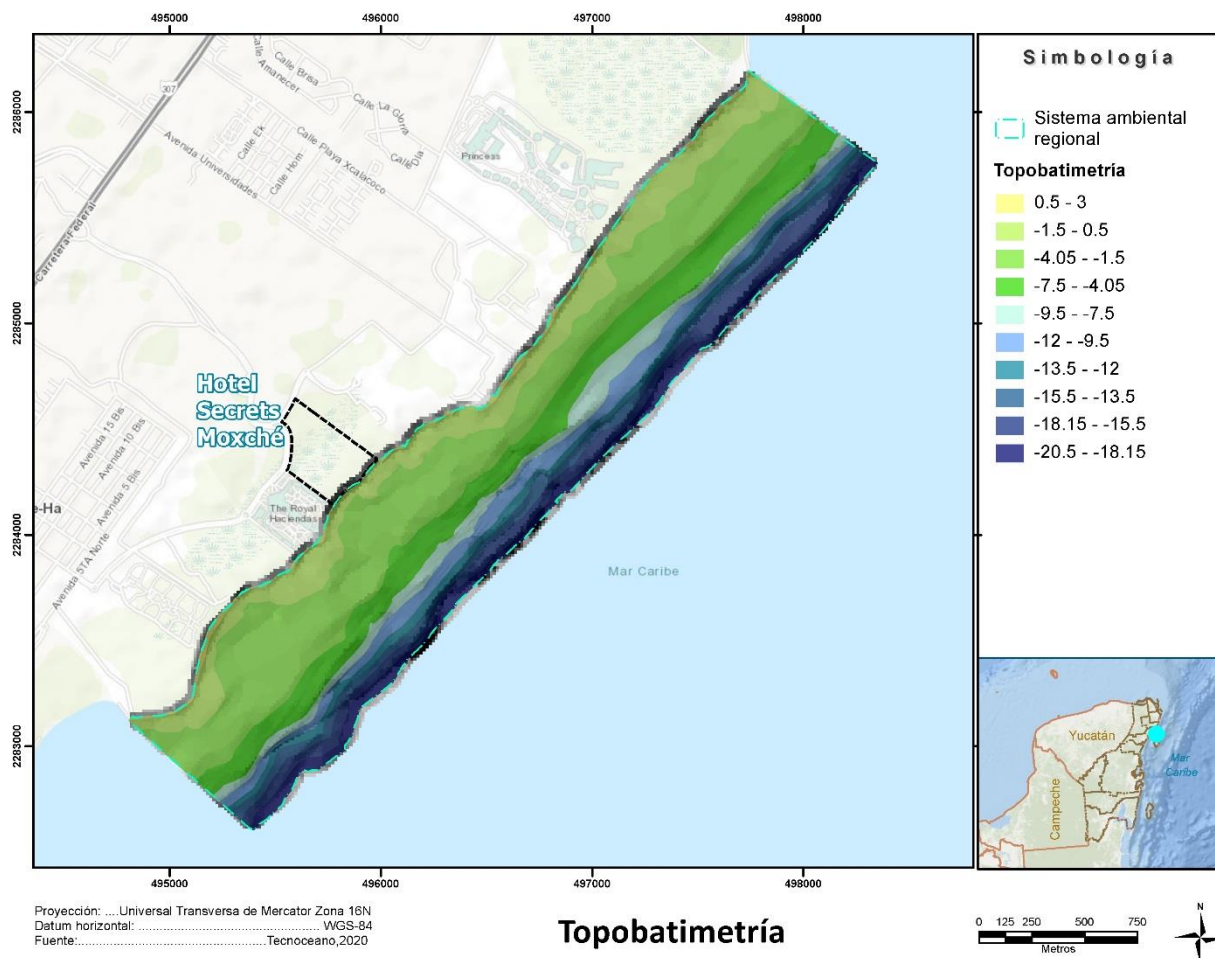 495000 496000 497000 498000
2286000
2285000
2284000
2283000
307
Carretera Federal
Calle Brisa
Calle Amanecer
Calle La Gloria
Calle Ek
Calle Playa Xcalacoco
Calle Día
Avenida Universidades
Calle Hom
Princess
Hotel
Secrets
Moxché
Avenida 15 Bis
Avenida 10 Bis
Avenida 5 Bis
The Royal
Haciendas
e-Ha
Avenida 5TA Norte
Mar Caribe
495000 496000 497000 498000
Simbología
Sistema ambiental
regional
Topobatimetría
0.5 - 3
-1.5 - 0.5
-4.05 - -1.5
-7.5 - -4.05
-9.5 - -7.5
-12 - -9.5
-13.5 - -12
-15.5 - -13.5
-18.15 - -15.5
-20.5 - -18.15
Yucatán
Campeche
Mar
Caribe
Proyección: ....Universal Transversa de Mercator Zona 16N
Datum horizontal: ........................................ WGS-84
Fuente:........................................Tecnoceano,2020
Topobatimetría
0 125 250 500 750
Metros
N